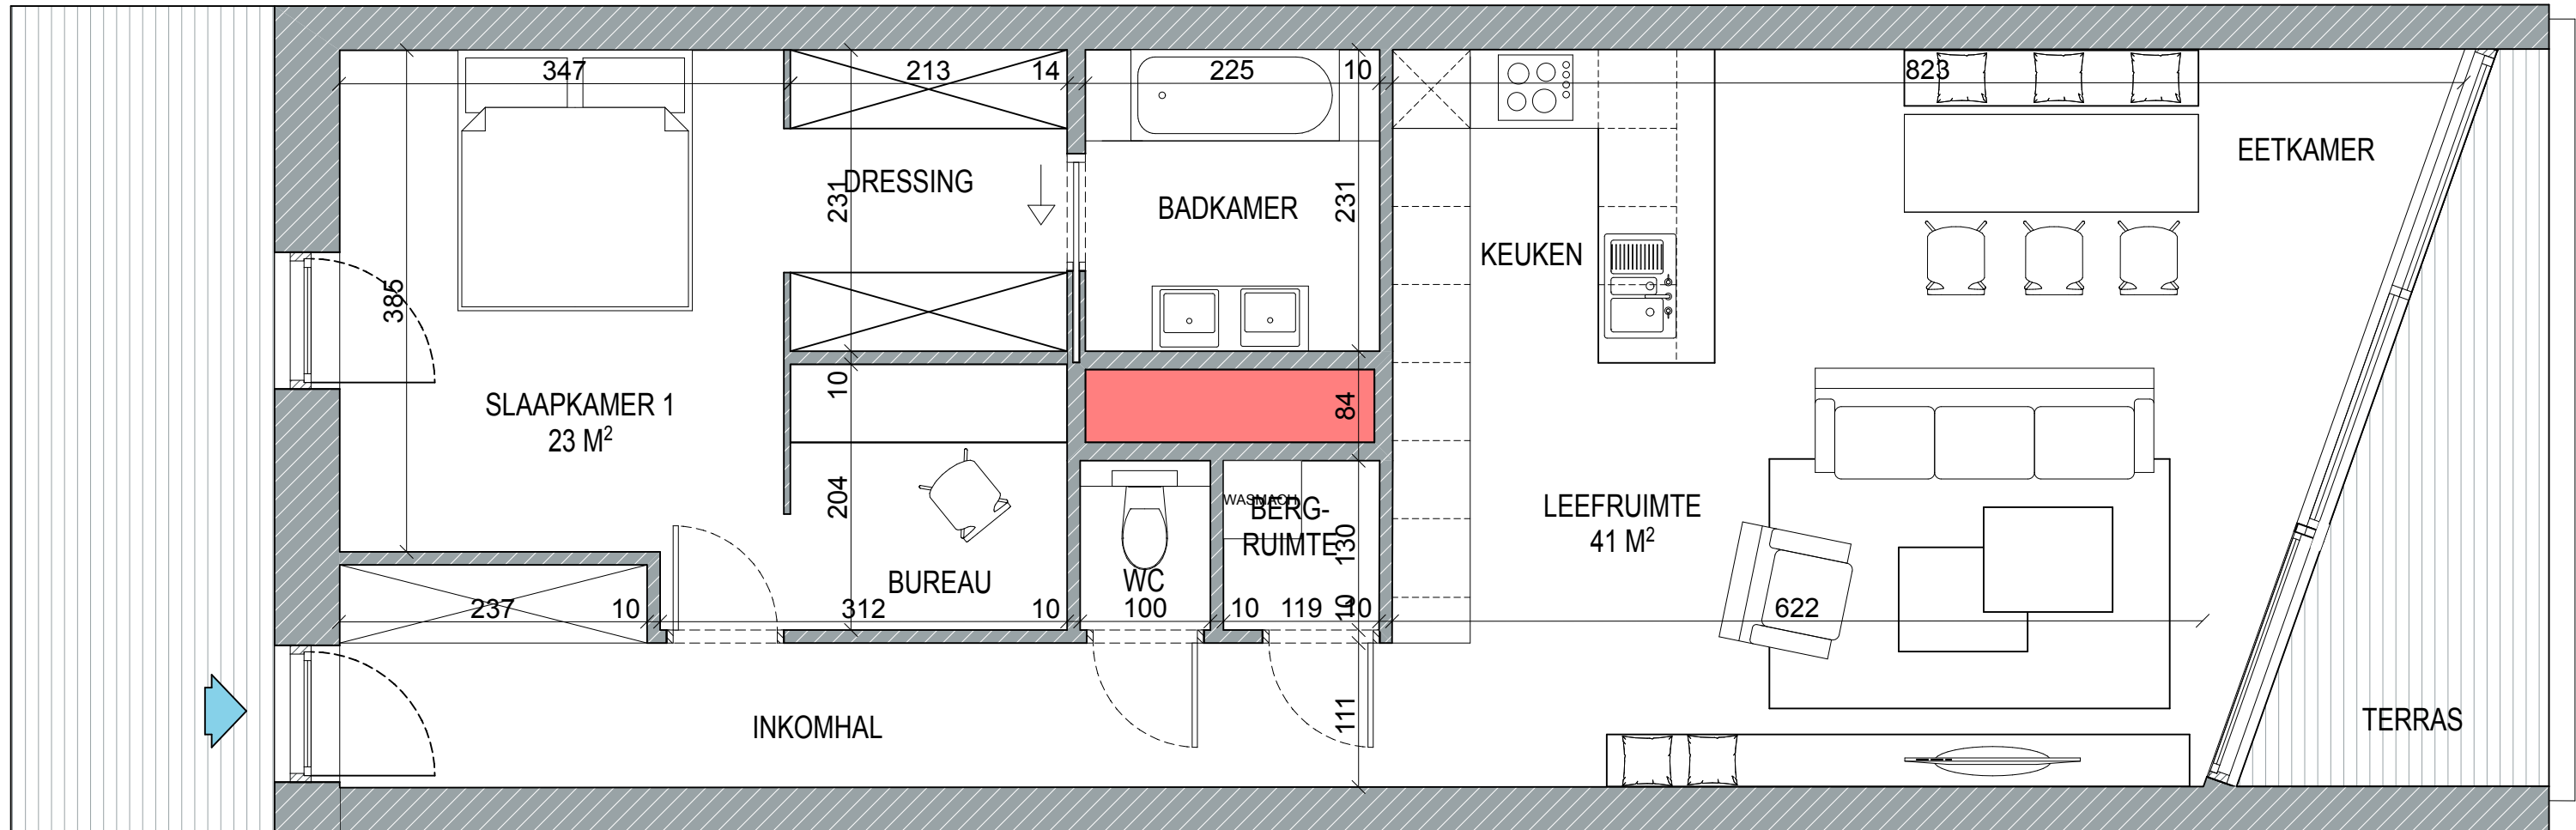 347
213
14
225
10
823
EETKAMER
DRESSING
231
BADKAMER
231
KEUKEN
385
SLAAPKAMER 1
23 M²
10
84
204
WASMACH
BERG-
RUIMTE
130
LEEFRUIMTE
41 M²
BUREAU
WC
237
10
312
10
100
10
119
10
10
622
INKOMHAL
111
TERRAS